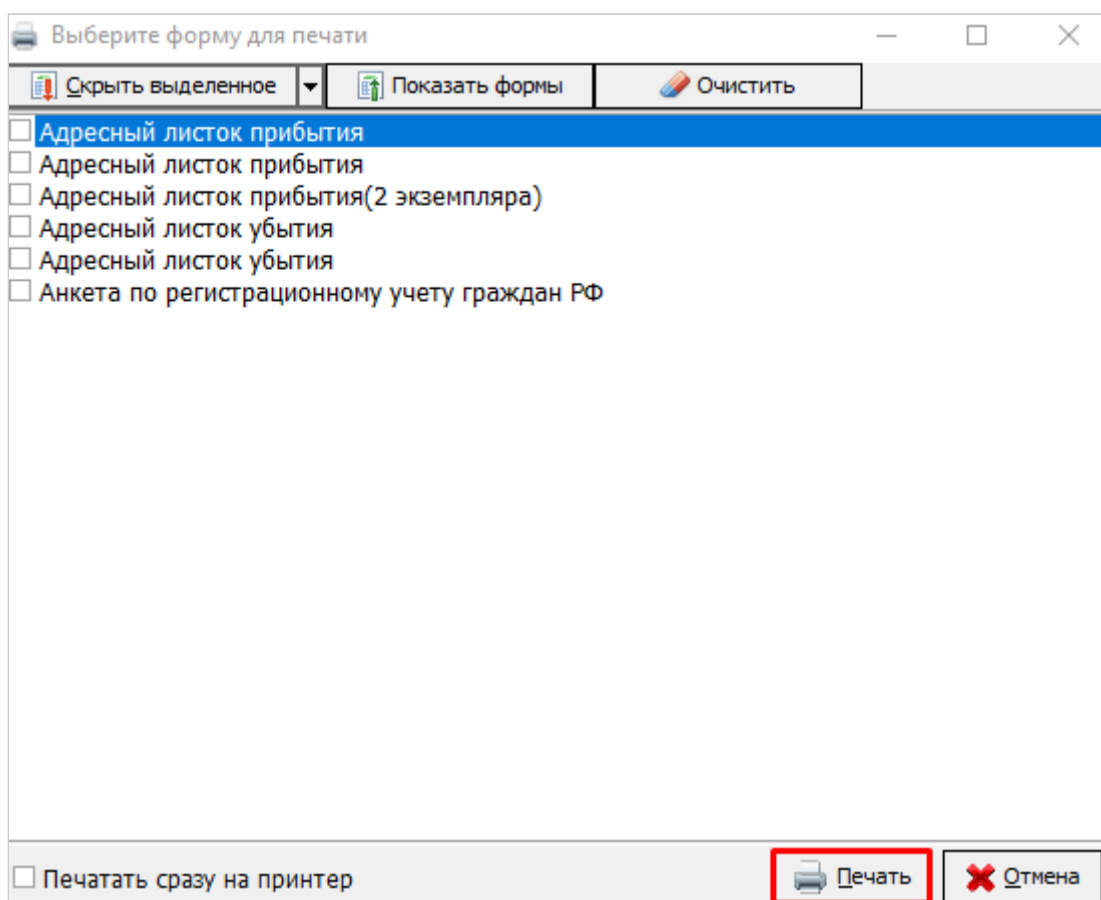 Выберите форму для печати
Скрыть выделенное Показать формы Очистить
Адресный листок прибытия
Адресный листок прибытия
Адресный листок прибытия(2 экземпляра)
Адресный листок убытия
Адресный листок убытия
Анкета по регистрационному учету граждан РФ
Печатать сразу на принтер Печать Отмена